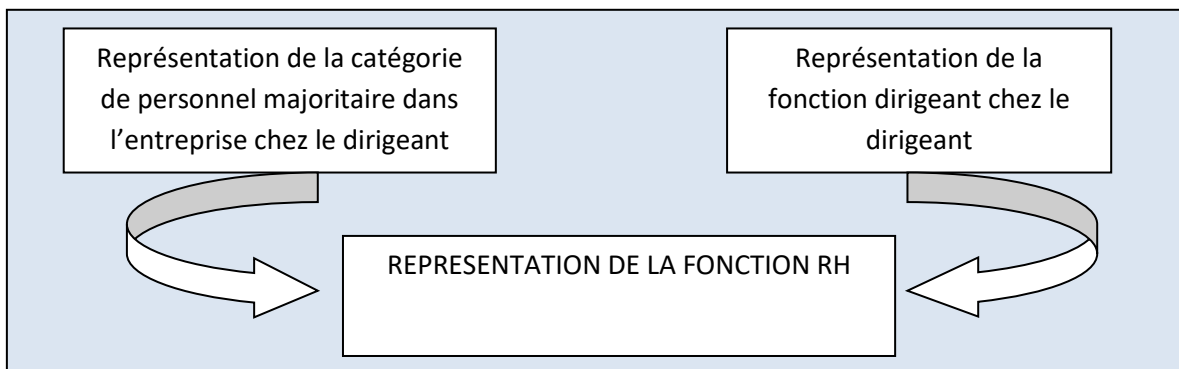 Représentation de la catégorie
de personnel majoritaire dans
l’entreprise chez le dirigeant
Représentation de la
fonction dirigeant chez le
dirigeant
REPRESENTATION DE LA FONCTION RH